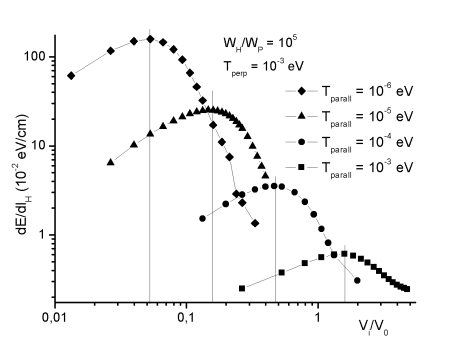 W_H/W_P = 10^5
T_perp = 10^-3 eV
T_parall = 10^-6 eV
T_parall = 10^-5 eV
T_parall = 10^-4 eV
T_parall = 10^-3 eV
dE/dl_H (10^-2 eV/cm)
100
10
1
0,01 0,1 1
V_i/V_0